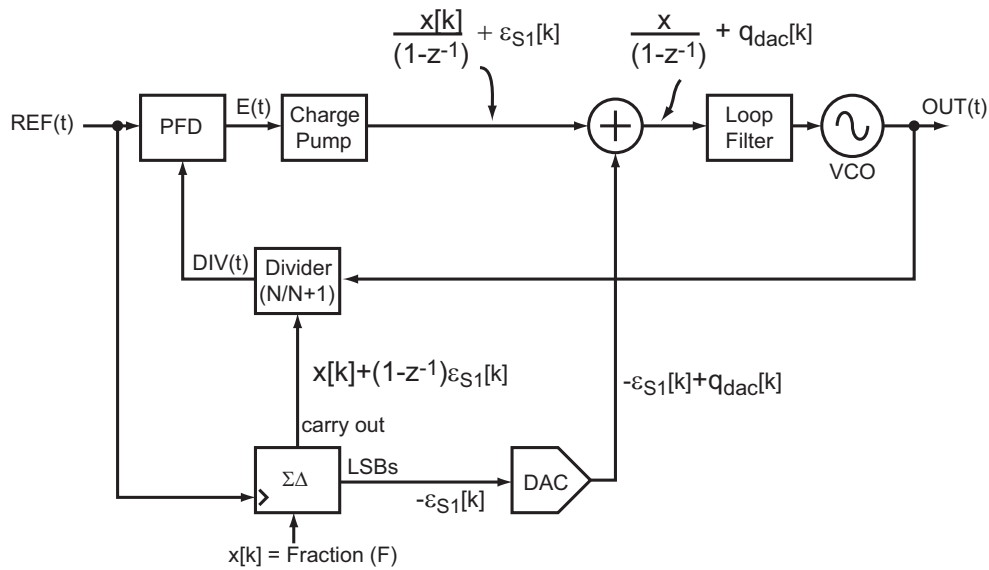 x[k]
(1-z-1) + εS1[k]
x
(1-z-1) + qdac[k]
REF(t)
PFD
E(t)
Charge
Pump
+
Loop
Filter
VCO
OUT(t)
DIV(t)
Divider
(N/N+1)
x[k]+(1-z-1)εS1[k]
-εS1[k]+qdac[k]
carry out
ΣΔ
LSBs
-εS1[k]
DAC
x[k] = Fraction (F)